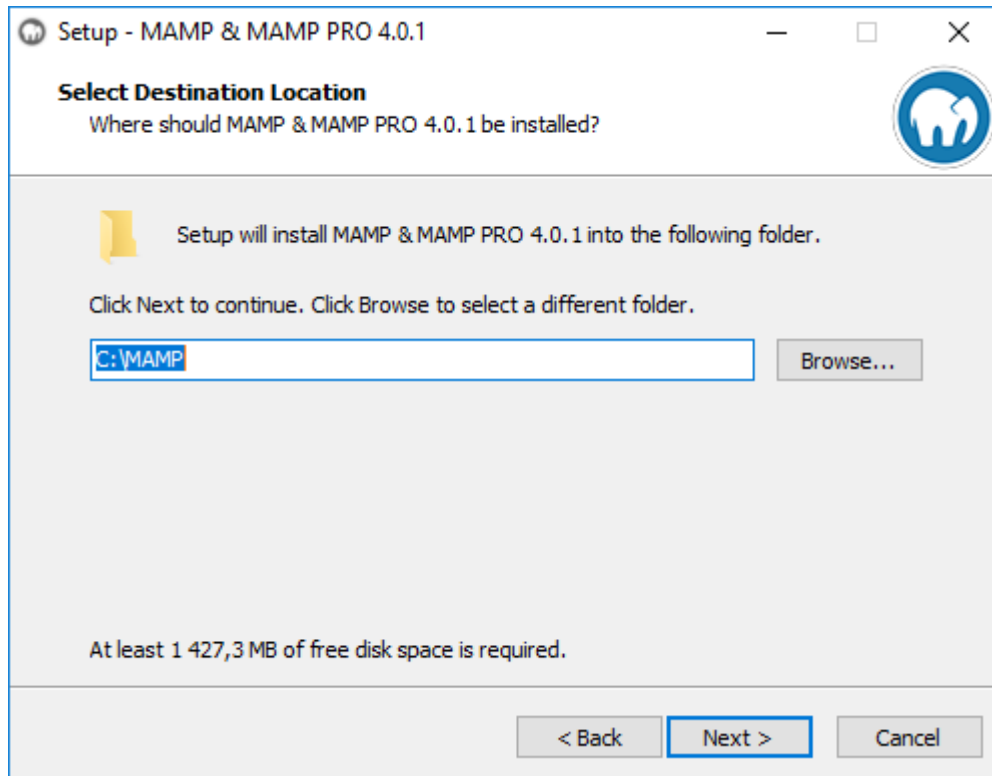 Setup - MAMP & MAMP PRO 4.0.1
Select Destination Location
Where should MAMP & MAMP PRO 4.0.1 be installed?
Setup will install MAMP & MAMP PRO 4.0.1 into the following folder.
Click Next to continue. Click Browse to select a different folder.
C:\MAMP
Browse...
At least 1 427,3 MB of free disk space is required.
< Back
Next >
Cancel